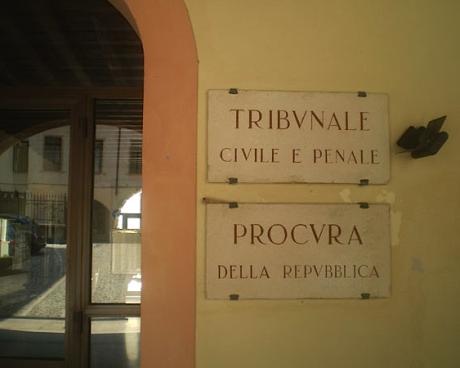 TRIBVNALE
CIVILE E PENALE
PROCVRA
DELLA REPVBBLICA